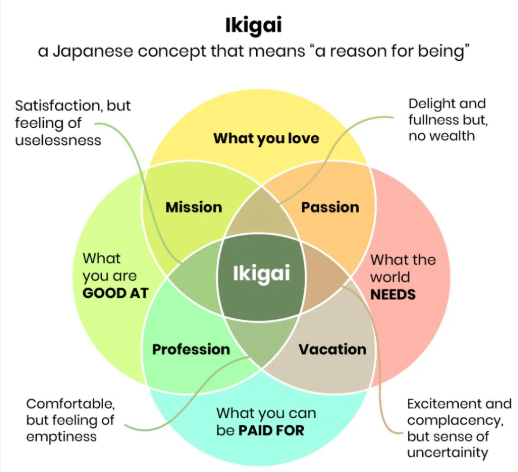 Ikigai
a Japanese concept that means “a reason for being”
Satisfaction, but
feeling of
uselessness
Delight and
fullness but,
no wealth
What you love
Mission
Passion
What
you are
GOOD AT
Ikigai
What the
world
NEEDS
Profession
Vacation
Comfortable,
but feeling of
emptiness
What you can
be PAID FOR
Excitement and
complacency,
but sense of
uncertainity